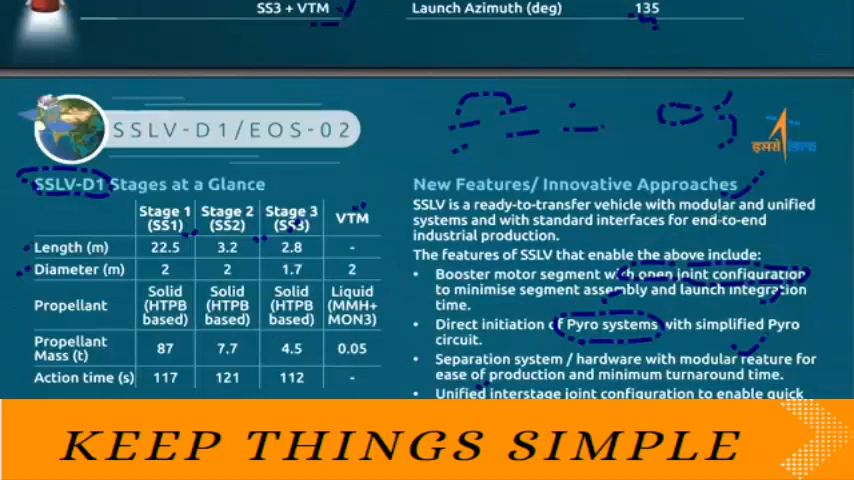 SS3 + VTM
Launch Azimuth (deg) 135
SSLV-D1/EOS-02
इसरो isro
SSLV-D1 Stages at a Glance
Stage 1 (SS1) Stage 2 (SS2) Stage 3 (SS3) VTM
Length (m) 22.5 3.2 2.8 -
Diameter (m) 2 2 1.7 2
Propellant Solid (HTPB based) Solid (HTPB based) Solid (HTPB based) Liquid (MMH+ MON3)
Propellant Mass (t) 87 7.7 4.5 0.05
Action time (s) 117 121 112 -
New Features/ Innovative Approaches
SSLV is a ready-to-transfer vehicle with modular and unified
systems and with standard interfaces for end-to-end
industrial production.
The features of SSLV that enable the above include:
• Booster motor segment with open joint configuration
to minimise segment assembly and launch integration
time.
• Direct initiation of Pyro systems with simplified Pyro
circuit.
• Separation system / hardware with modular feature for
ease of production and minimum turnaround time.
• Unified interstage joint configuration to enable quick
KEEP THINGS SIMPLE